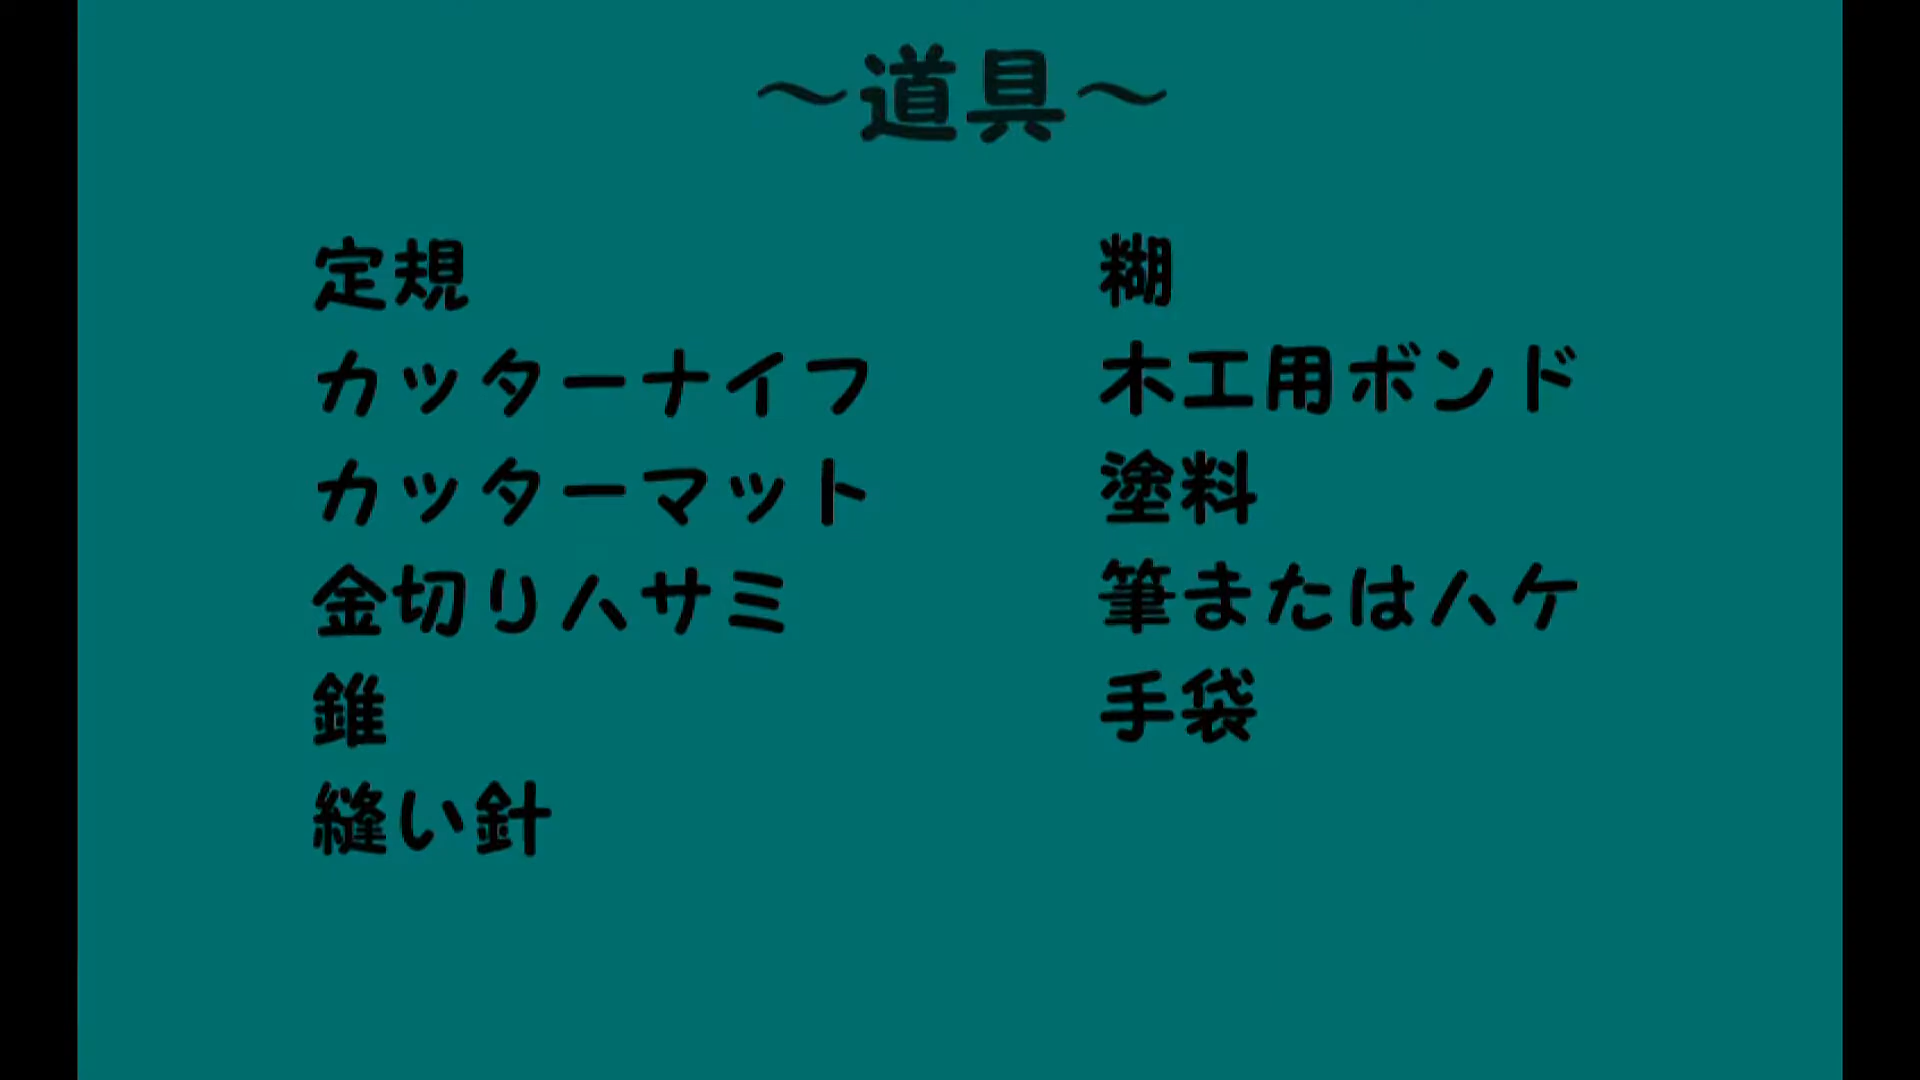 ～道具～
定規
カッターナイフ
カッターマット
金切りハサミ
錐
縫い針
糊
木工用ボンド
塗料
筆またはハケ
手袋